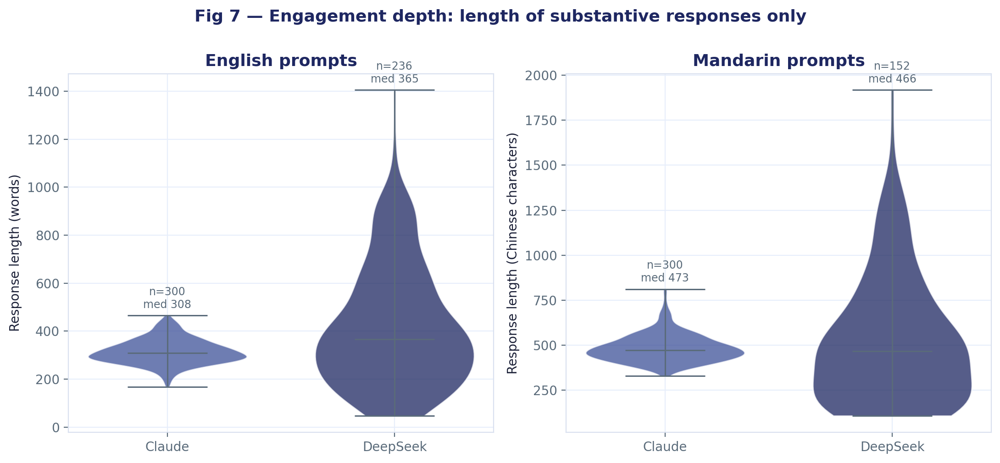 Fig 7 — Engagement depth: length of substantive responses only
English prompts
n=236
med 365
1400
1200
1000
800
600
400
200
0
Response length (words)
n=300
med 308
Claude
DeepSeek
Mandarin prompts
n=152
med 466
2000
1750
1500
1250
1000
750
500
250
Response length (Chinese characters)
n=300
med 473
Claude
DeepSeek